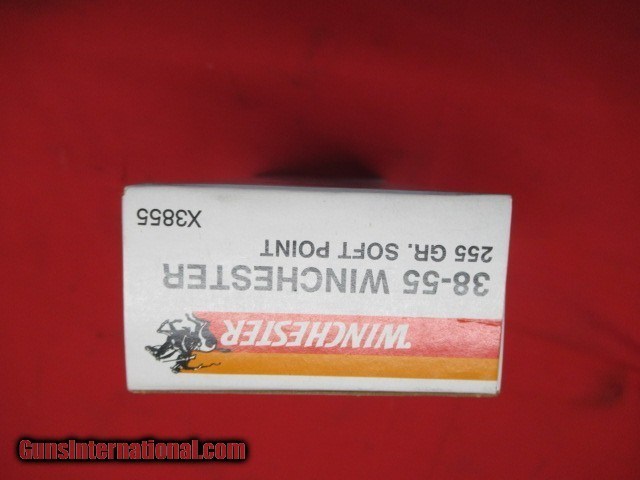 WINCHESTER
38-55 WINCHESTER
255 GR. SOFT POINT
X3855
GunsInternational.com